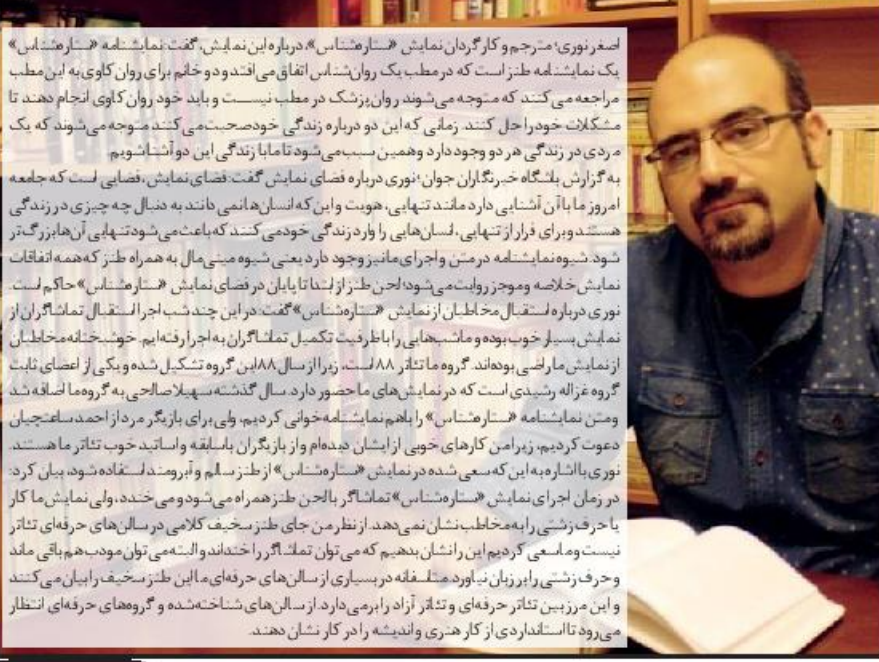 اصغر نوری؛ مترجم و کارگردان نمایش «ستاره‌شناس»، درباره این نمایش، گفت: نمایشنامه «ستاره‌شناس»
یک نمایشنامه طنز است که در مطب یک روان‌شناس اتفاق می‌افتد و دو خانم برای روان کاوی به این مطب
مراجعه می‌کنند که متوجه می‌شوند روان پزشک در مطب نیست و باید خود روان کاوی انجام دهند تا
مشکلات خود را حل کنند. زمانی که این دو درباره زندگی خود صحبت می کنند متوجه می‌شوند که یک
مردی در زندگی هر دو وجود دارد و همین سبب می‌شود تا ما با زندگی این دو آشنا شویم.
به گزارش باشگاه خبرنگاران جوان؛ نوری درباره فضای نمایش گفت: فضای نمایش، فضایی است که جامعه
امروز ما با آن آشنایی دارد مانند تنهایی، هویت و این که انسان‌ها نمی دانند به دنبال چه چیزی در زندگی
هستند و برای فرار از تنهایی، انسان‌هایی را وارد زندگی خود می کنند که باعث می‌شود تنهایی آن‌ها بزرگ‌تر
شود. شیوه نمایشنامه در متن و اجرای ما نیز وجود دارد یعنی شیوه مینی‌مال به همراه طنز که همه اتفاقات
نمایش خلاصه و موجز روایت می‌شود؛ لحن طنز از ابتدا تا پایان در فضای نمایش «ستاره‌شناس» حاکم است.
نوری درباره استقبال مخاطبان از نمایش «ستاره‌شناس» گفت: در این چند شب اجرا استقبال تماشاگران از
نمایش بسیار خوب بوده و ما شب‌هایی را با ظرفیت تکمیل تماشاگران به اجرا رفته‌ایم. خوشبختانه مخاطبان
از نمایش ما راضی بوده‌اند. گروه ما تئاتر ۸۸ است، زیرا از سال ۸۸ این گروه تشکیل شده و یکی از اعضای ثابت
گروه غزاله رشیدی است که در نمایش‌های ما حضور دارد. سال گذشته سهیلا صالحی به گروه ما اضافه شد
و متن نمایشنامه «ستاره‌شناس» را باهم نمایشنامه خوانی کردیم، ولی برای بازیگر مرد از احمد ساعتچیان
دعوت کردیم، زیرا من کارهای خوبی از ایشان دیده‌ام و از بازیگران باسابقه و اساتید خوب تئاتر ما هستند.
نوری با اشاره به این که سعی شده در نمایش «ستاره‌شناس» از طنز سالم و آبرومند استفاده شود، بیان کرد:
در زمان اجرای نمایش «ستاره‌شناس» تماشاگر با لحن طنز همراه می‌شود و می خندد، ولی نمایش ما کار
یا حرف زشتی را به مخاطب نشان نمی‌دهد. از نظر من جای طنز سخیف کلامی در سالن های حرفه‌ای تئاتر
نیست و ما سعی کردیم این را نشان بدهیم که می توان تماشاگر را خنداند و البته می توان مودب هم باقی ماند
و حرف زشتی را بر زبان نیاورد. متاسفانه در بسیاری از سالن‌های حرفه‌ای ما این طنز سخیف را بیان می‌کنند
و این مرز بین تئاتر حرفه‌ای و تئاتر آزاد را برمی دارد. از سالن‌های شناخته‌شده و گروه‌های حرفه‌ای انتظار
می‌رود تا استانداردی از کار هنری و اندیشه را در کار نشان دهند.